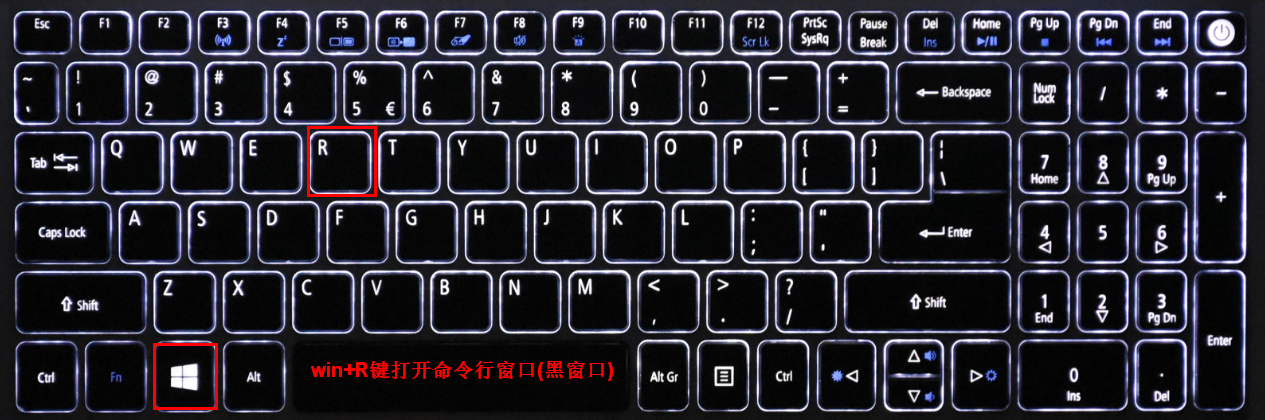 Esc F1 F2 F3 F4 F5 F6 F7 F8 F9 F10 F11 F12 PrtSc Pause Del Home Pg Up Pg Dn End
Zᶻ Scr Lk SysRq Break Ins
~ ! @ # $ % ^ & * ( ) — + ← Backspace Num / * -
` 1 2 3 4 5 € 6 7 8 9 0 - = Lock
Tab Q W E R T Y U I O P { } ¦ 7 8 9 +
[ ] \ Home Pg Up
Caps Lock A S D F G H J K L : " Enter 4 5 6
; '
Shift Z X C V B N M < > ? Shift 1 2 3 Enter
, . / End Pg Dn
Ctrl Fn Alt win+R键打开命令行窗口(黑窗口) Alt Gr Ctrl 0 .
Ins Del